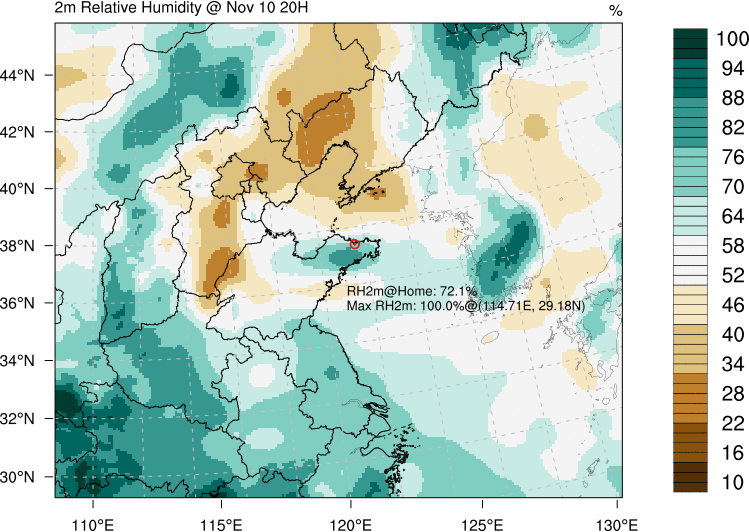 2m Relative Humidity @ Nov 10 20H
%
44°N
42°N
40°N
38°N
36°N
34°N
32°N
30°N
RH2m@Home: 72.1%
Max RH2m: 100.0%@(114.71E, 29.18N)
110°E
115°E
120°E
125°E
130°E
100
94
88
82
76
70
64
58
52
46
40
34
28
22
16
10